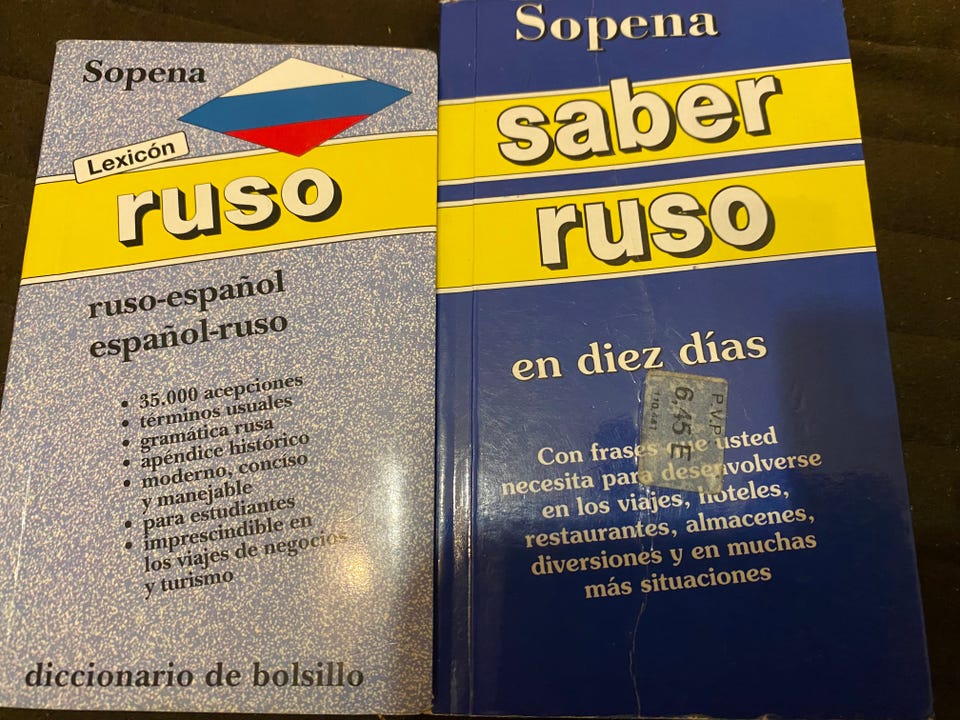 Sopena
Lexicón
ruso
ruso-español
español-ruso
• 35.000 acepciones
• términos usuales
• gramática rusa
• apéndice histórico
• moderno, conciso
y manejable
• para estudiantes
• imprescindible en
los viajes de negocios
y turismo
diccionario de bolsillo
Sopena
saber
ruso
en diez días
P.V.P.
6,45 E
110.441
Con frases que usted
necesita para desenvolverse
en los viajes, hoteles,
restaurantes, almacenes,
diversiones y en muchas
más situaciones